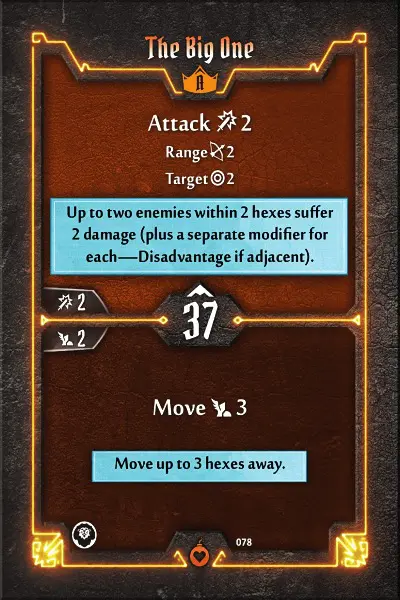 The Big One
A
Attack 2
Range 2
Target 2
Up to two enemies within 2 hexes suffer
2 damage (plus a separate modifier for
each—Disadvantage if adjacent).
2
37
2
Move 3
Move up to 3 hexes away.
078